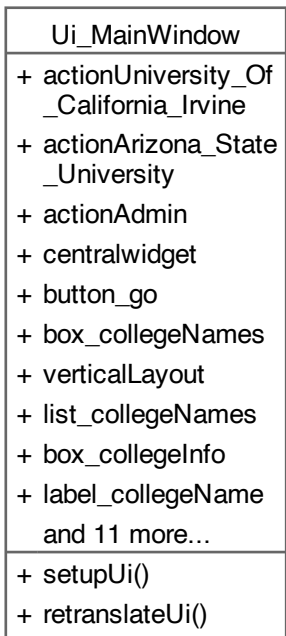 Ui_MainWindow
+ actionUniversity_Of
_California_Irvine
+ actionArizona_State
_University
+ actionAdmin
+ centralwidget
+ button_go
+ box_collegeNames
+ verticalLayout
+ list_collegeNames
+ box_collegeInfo
+ label_collegeName
and 11 more...
+ setupUi()
+ retranslateUi()